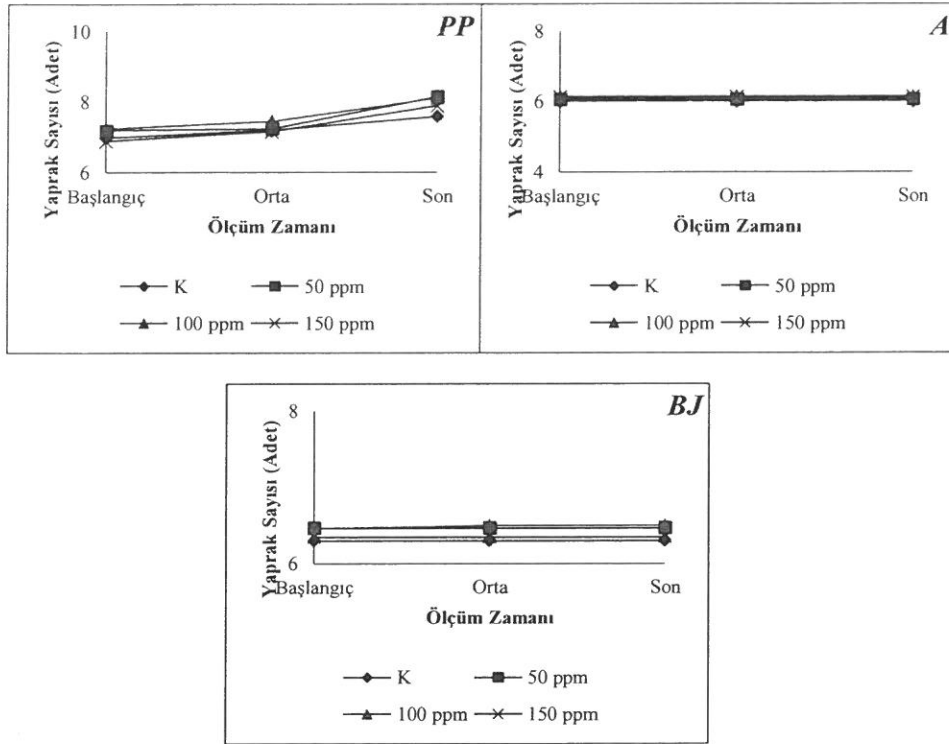 PP
Yaprak Sayısı (Adet)
10
8
6
Başlangıç Orta Son
Ölçüm Zamanı
K 50 ppm
100 ppm 150 ppm
A
Yaprak Sayısı (Adet)
8
6
4
Başlangıç Orta Son
Ölçüm Zamanı
K 50 ppm
100 ppm 150 ppm
BJ
Yaprak Sayısı (Adet)
8
6
Başlangıç Orta Son
Ölçüm Zamanı
K 50 ppm
100 ppm 150 ppm